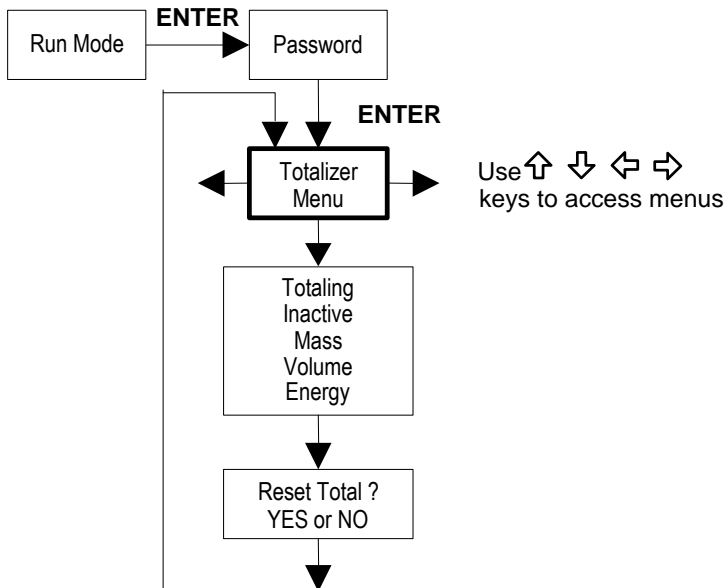 ENTER
Run Mode
Password
ENTER
Totalizer
Menu
Use
keys to access menus
Totaling
Inactive
Mass
Volume
Energy
Reset Total ?
YES or NO